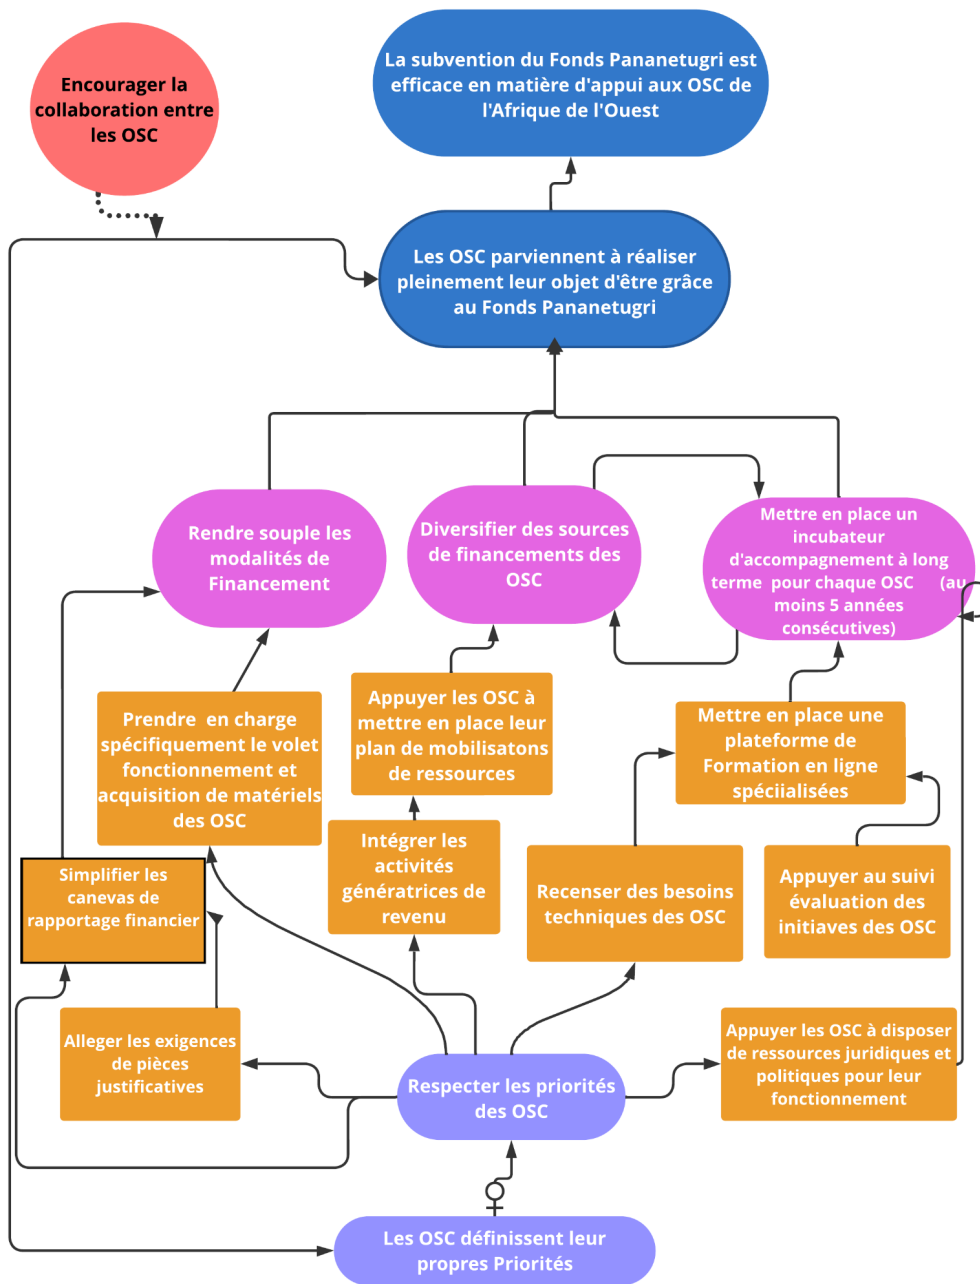 Encourager la
collaboration entre
les OSC
La subvention du Fonds Pananetugri est
efficace en matière d'appui aux OSC de
l'Afrique de l'Ouest
Les OSC parviennent à réaliser
pleinement leur objet d'être grâce
au Fonds Pananetugri
Rendre souple les
modalités de
Financement
Diversifier des sources
de financements des
OSC
Mettre en place un
incubateur
d'accompagnement à long
terme pour chaque OSC (au
moins 5 années
consécutives)
Prendre en charge
spécifiquement le volet
fonctionnement et
acquisition de matériels
des OSC
Appuyer les OSC à
mettre en place leur
plan de mobilisatons
de ressources
Mettre en place une
plateforme de
Formation en ligne
spéciialisées
Simplifier les
canevas de
rapportage financier
Intégrer les
activités
génératrices de
revenu
Recenser des besoins
techniques des OSC
Appuyer au suivi
évaluation des
initiaves des OSC
Alleger les exigences
de pièces
justificatives
Respecter les priorités
des OSC
Appuyer les OSC à disposer
de ressources juridiques et
politiques pour leur
fonctionnement
Les OSC définissent leur
propres Priorités